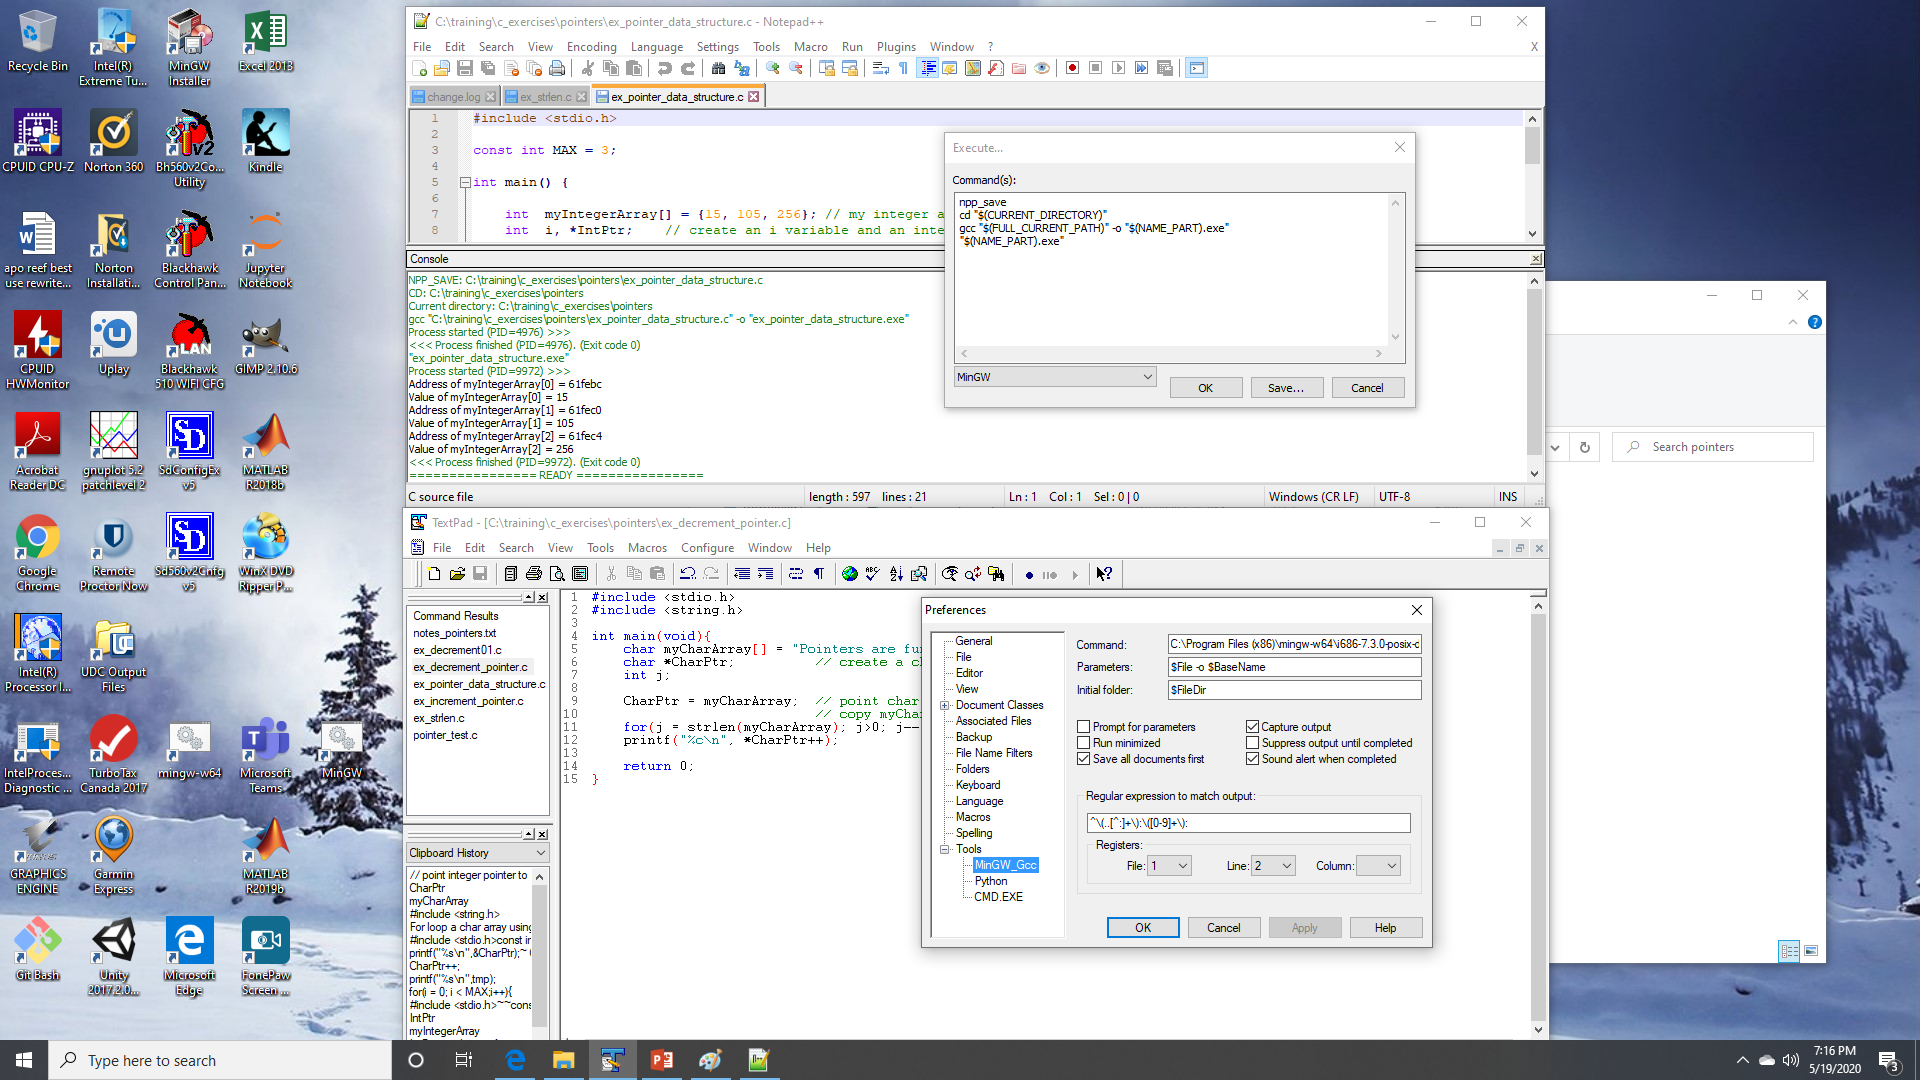 Recycle Bin
Intel(R) Extreme Tu...
MinGW Installer
Excel 2013
CPUID CPU-Z
Norton 360
Bh560v2Co... Utility
Kindle
apo reef best use rewrite...
Norton Installati...
Blackhawk Control Pan...
Jupyter Notebook
CPUID HWMonitor
Uplay
Blackhawk 510 WIFI CFG
GIMP 2.10.6
Acrobat Reader DC
gnuplot 5.2 patchlevel 2
SdConfigEx v5
MATLAB R2018b
Google Chrome
Remote Proctor Now
Sd560v2Cnfg v5
WinX DVD Ripper P...
Intel(R) Processor I...
UDC Output Files
IntelProces... Diagnostic ...
TurboTax Canada 2017
mingw-w64
Microsoft Teams
MinGW
GRAPHICS ENGINE
Garmin Express
MATLAB R2019b
Git Bash
Unity 2017.2.0...
Microsoft Edge
FonePaw Screen ...
C:\training\c_exercises\pointers\ex_pointer_data_structure.c - Notepad++
File Edit Search View Encoding Language Settings Tools Macro Run Plugins Window ? X
change.log
ex_strlen.c
ex_pointer_data_structure.c
1 #include <stdio.h>
2
3 const int MAX = 3;
4
5 int main() {
6
7 int myIntegerArray[] = {15, 105, 256}; // my integer a
8 int i, *IntPtr; // create an i variable and an inte
Console
NPP_SAVE: C:\training\c_exercises\pointers\ex_pointer_data_structure.c
CD: C:\training\c_exercises\pointers
Current directory: C:\training\c_exercises\pointers
gcc "C:\training\c_exercises\pointers\ex_pointer_data_structure.c" -o "ex_pointer_data_structure.exe"
Process started (PID=4976) >>>
<<< Process finished (PID=4976). (Exit code 0)
"ex_pointer_data_structure.exe"
Process started (PID=9972) >>>
Address of myIntegerArray[0] = 61febc
Value of myIntegerArray[0] = 15
Address of myIntegerArray[1] = 61fec0
Value of myIntegerArray[1] = 105
Address of myIntegerArray[2] = 61fec4
Value of myIntegerArray[2] = 256
<<< Process finished (PID=9972). (Exit code 0)
================ READY ================
C source file length : 597 lines : 21 Ln : 1 Col : 1 Sel : 0 | 0 Windows (CR LF) UTF-8 INS
Execute...
Command(s):
npp_save
cd "$(CURRENT_DIRECTORY)"
gcc "$(FULL_CURRENT_PATH)" -o "$(NAME_PART).exe"
"$(NAME_PART).exe"
MinGW
OK Save... Cancel
Search pointers
TextPad - [C:\training\c_exercises\pointers\ex_decrement_pointer.c]
File Edit Search View Tools Macros Configure Window Help
Command Results
notes_pointers.txt
ex_decrement01.c
ex_decrement_pointer.c
ex_pointer_data_structure.c
ex_increment_pointer.c
ex_strlen.c
pointer_test.c
Clipboard History
// point integer pointer to
CharPtr
myCharArray
#include <string.h>
For loop a char array using
#include <stdio.h>const in
printf("%s\n",&CharPtr);~
CharPtr++;
printf("%s\n",tmp);
for(i = 0; i < MAX;i++){
#include <stdio.h>~~cons
IntPtr
myIntegerArray
1 #include <stdio.h>
2 #include <string.h>
3
4 int main(void){
5 char myCharArray[] = "Pointers are fu
6 char *CharPtr; // create a c
7 int j;
8
9 CharPtr = myCharArray; // point char
10 // copy myCha
11 for(j = strlen(myCharArray); j>0; j--
12 printf("%c\n", *CharPtr++);
13
14 return 0;
15 }
Preferences
General
File
Editor
View
Document Classes
Associated Files
Backup
File Name Filters
Folders
Keyboard
Language
Macros
Spelling
Tools
MinGW_Gcc
Python
CMD.EXE
Command: C:\Program Files (x86)\mingw-w64\i686-7.3.0-posix-d
Parameters: $File -o $BaseName
Initial folder: $FileDir
Prompt for parameters Capture output
Run minimized Suppress output until completed
Save all documents first Sound alert when completed
Regular expression to match output:
^\(..[^:]+\):\([0-9]+\):
Registers:
File: 1 Line: 2 Column:
OK Cancel Apply Help
Type here to search
7:16 PM
5/19/2020
3